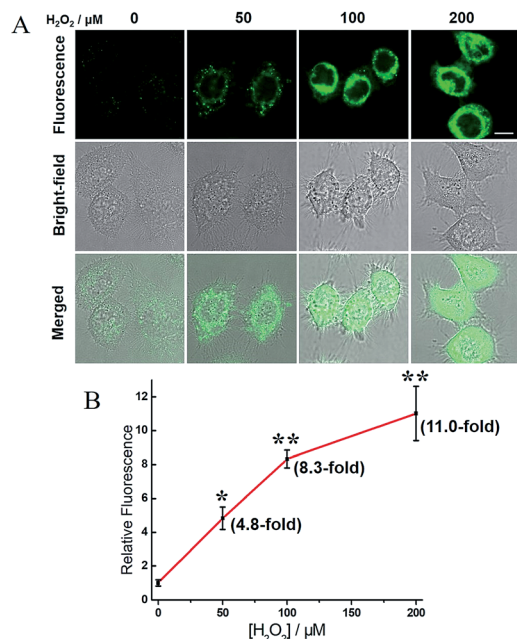 A
H₂O₂ / µM 0 50 100 200
Fluorescence
Bright-field
Merged
B
Relative Fluorescence
12
10
8
6
4
2
0
**
(11.0-fold)
**
(8.3-fold)
*
(4.8-fold)
0 50 100 150 200
[H₂O₂] / µM